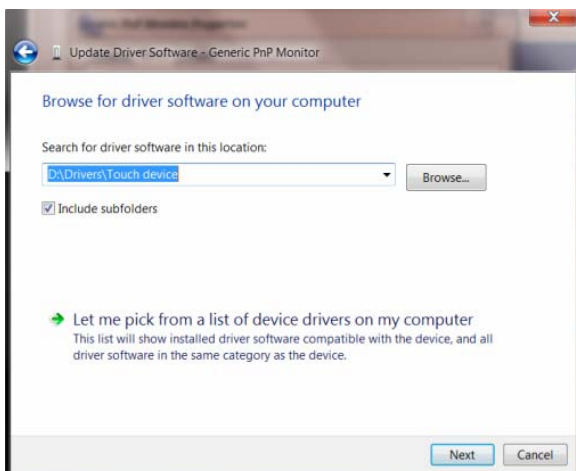 Update Driver Software - Generic PnP Monitor
Browse for driver software on your computer
Search for driver software in this location:
D:\Drivers\Touch device
Browse...
Include subfolders
Let me pick from a list of device drivers on my computer
This list will show installed driver software compatible with the device, and all
driver software in the same category as the device.
Next
Cancel